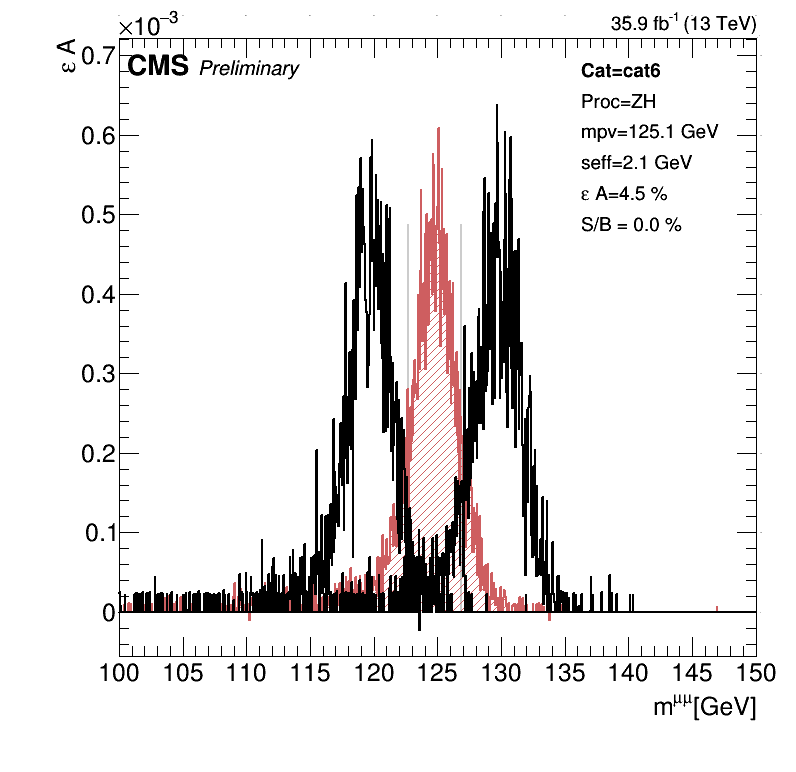 ×10⁻³
35.9 fb⁻¹ (13 TeV)
ε A
CMS Preliminary
Cat=cat6
Proc=ZH
mpv=125.1 GeV
seff=2.1 GeV
ε A=4.5 %
S/B = 0.0 %
0.7
0.6
0.5
0.4
0.3
0.2
0.1
0
100 105 110 115 120 125 130 135 140 145 150
m^μμ[GeV]